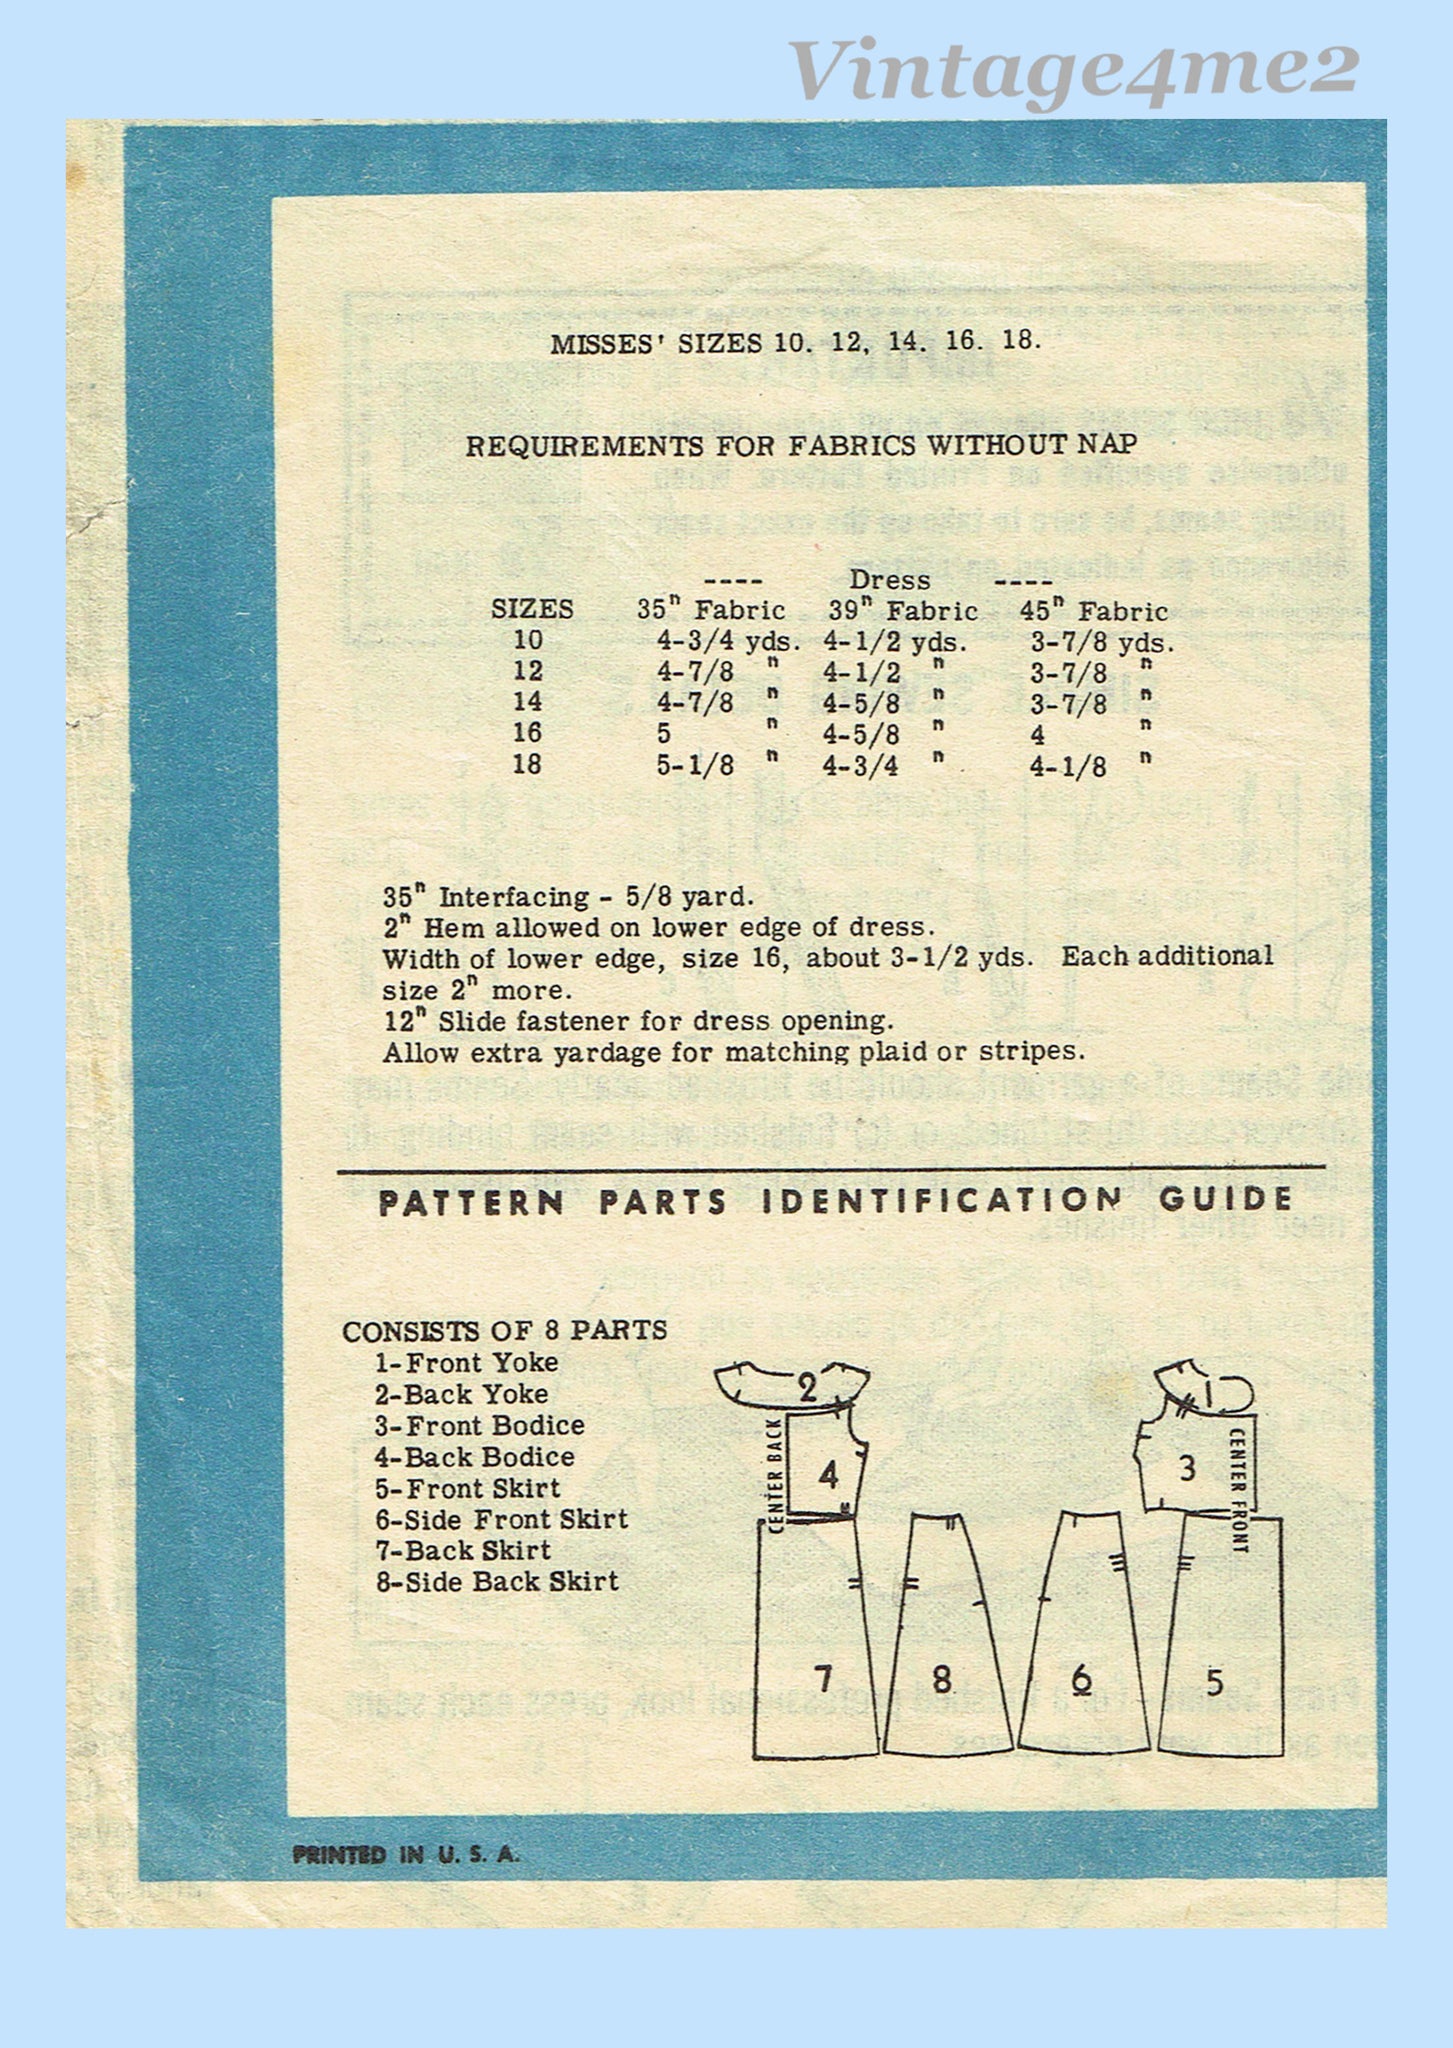 Vintage4me2
MISSES' SIZES 10. 12, 14. 16. 18.
REQUIREMENTS FOR FABRICS WITHOUT NAP
---- Dress ----
SIZES 35" Fabric 39" Fabric 45" Fabric
10 4-3/4 yds. 4-1/2 yds. 3-7/8 yds.
12 4-7/8 " 4-1/2 " 3-7/8 "
14 4-7/8 " 4-5/8 " 3-7/8 "
16 5 " 4-5/8 " 4 "
18 5-1/8 " 4-3/4 " 4-1/8 "
35" Interfacing - 5/8 yard.
2" Hem allowed on lower edge of dress.
Width of lower edge, size 16, about 3-1/2 yds. Each additional
size 2" more.
12" Slide fastener for dress opening.
Allow extra yardage for matching plaid or stripes.
PATTERN PARTS IDENTIFICATION GUIDE
CONSISTS OF 8 PARTS
1-Front Yoke
2-Back Yoke
3-Front Bodice
4-Back Bodice
5-Front Skirt
6-Side Front Skirt
7-Back Skirt
8-Side Back Skirt
2
1
CENTER BACK
4
3
CENTER FRONT
7
8
6
5
PRINTED IN U. S. A.